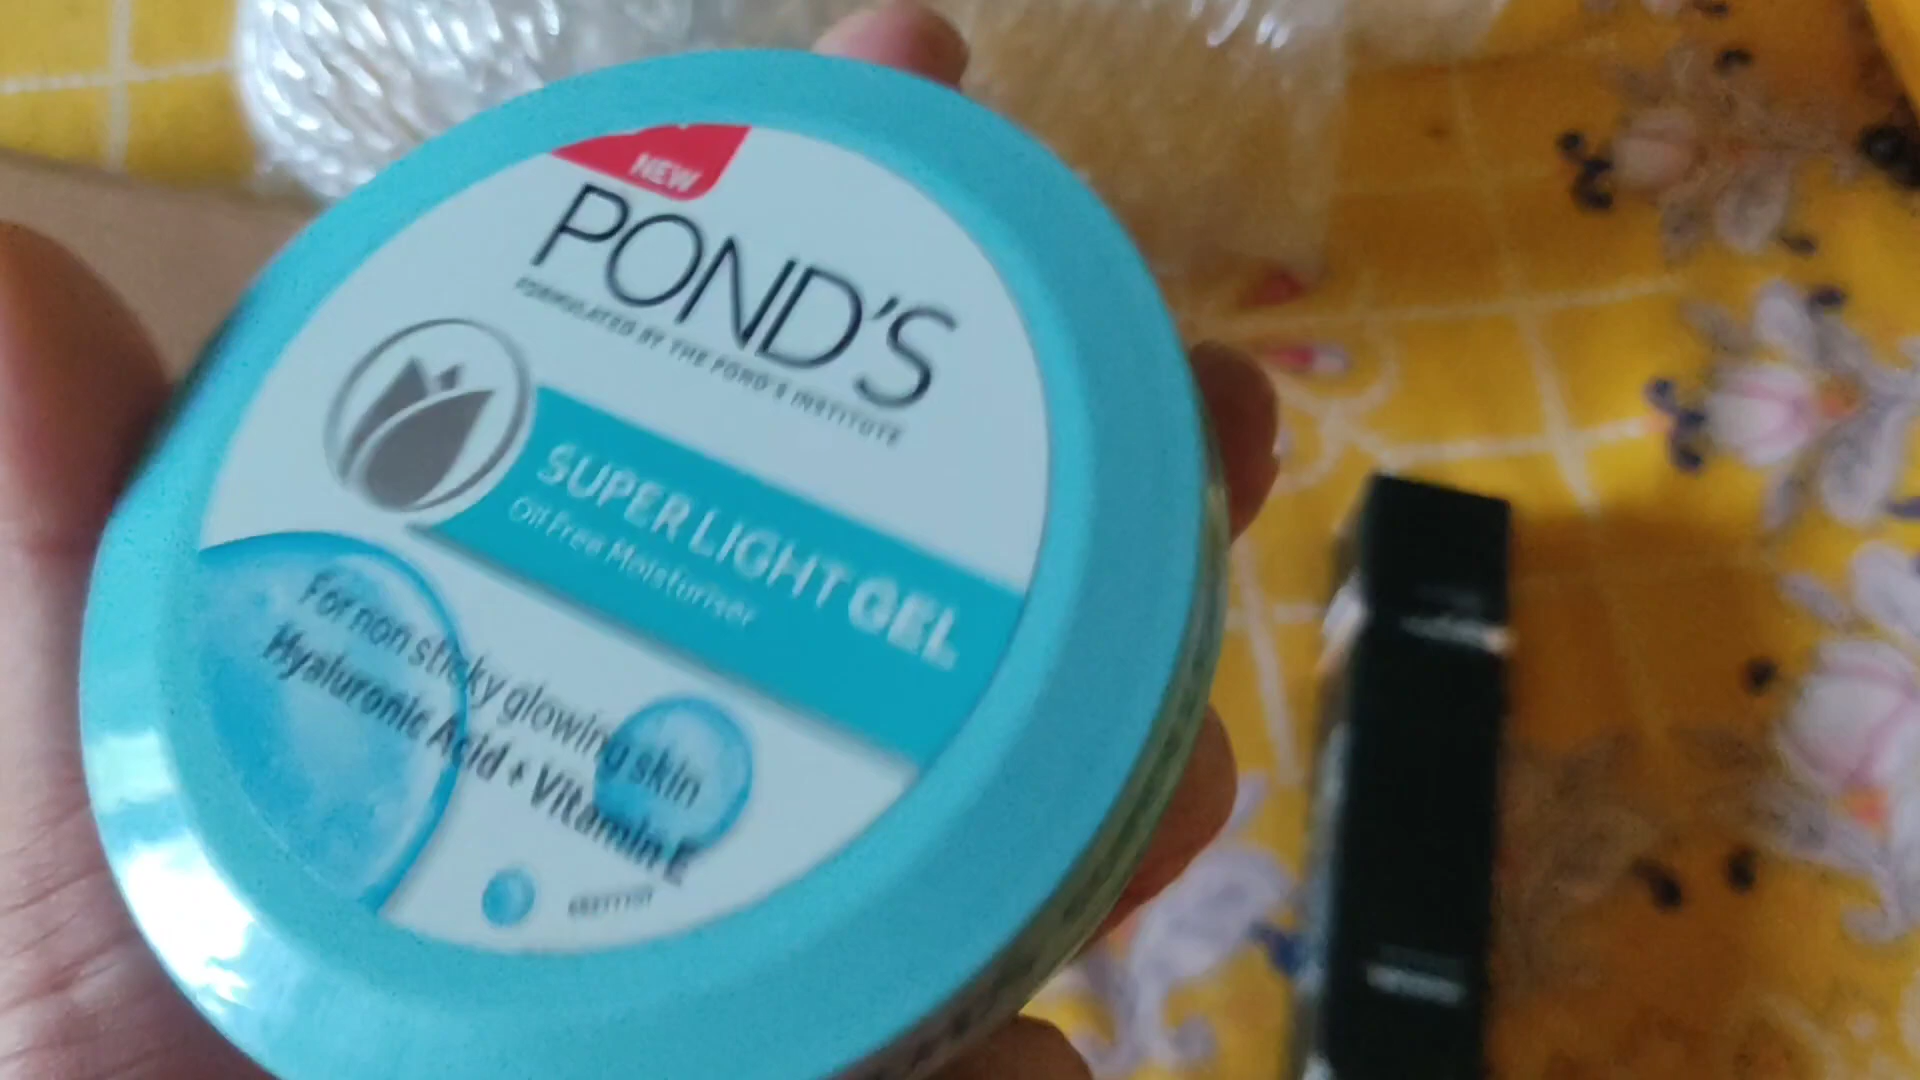 NEW
POND'S
FORMULATED BY THE POND'S INSTITUTE
SUPER LIGHT GEL
Oil Free Moisturiser
For non sticky glowing skin
Hyaluronic Acid + Vitamin E